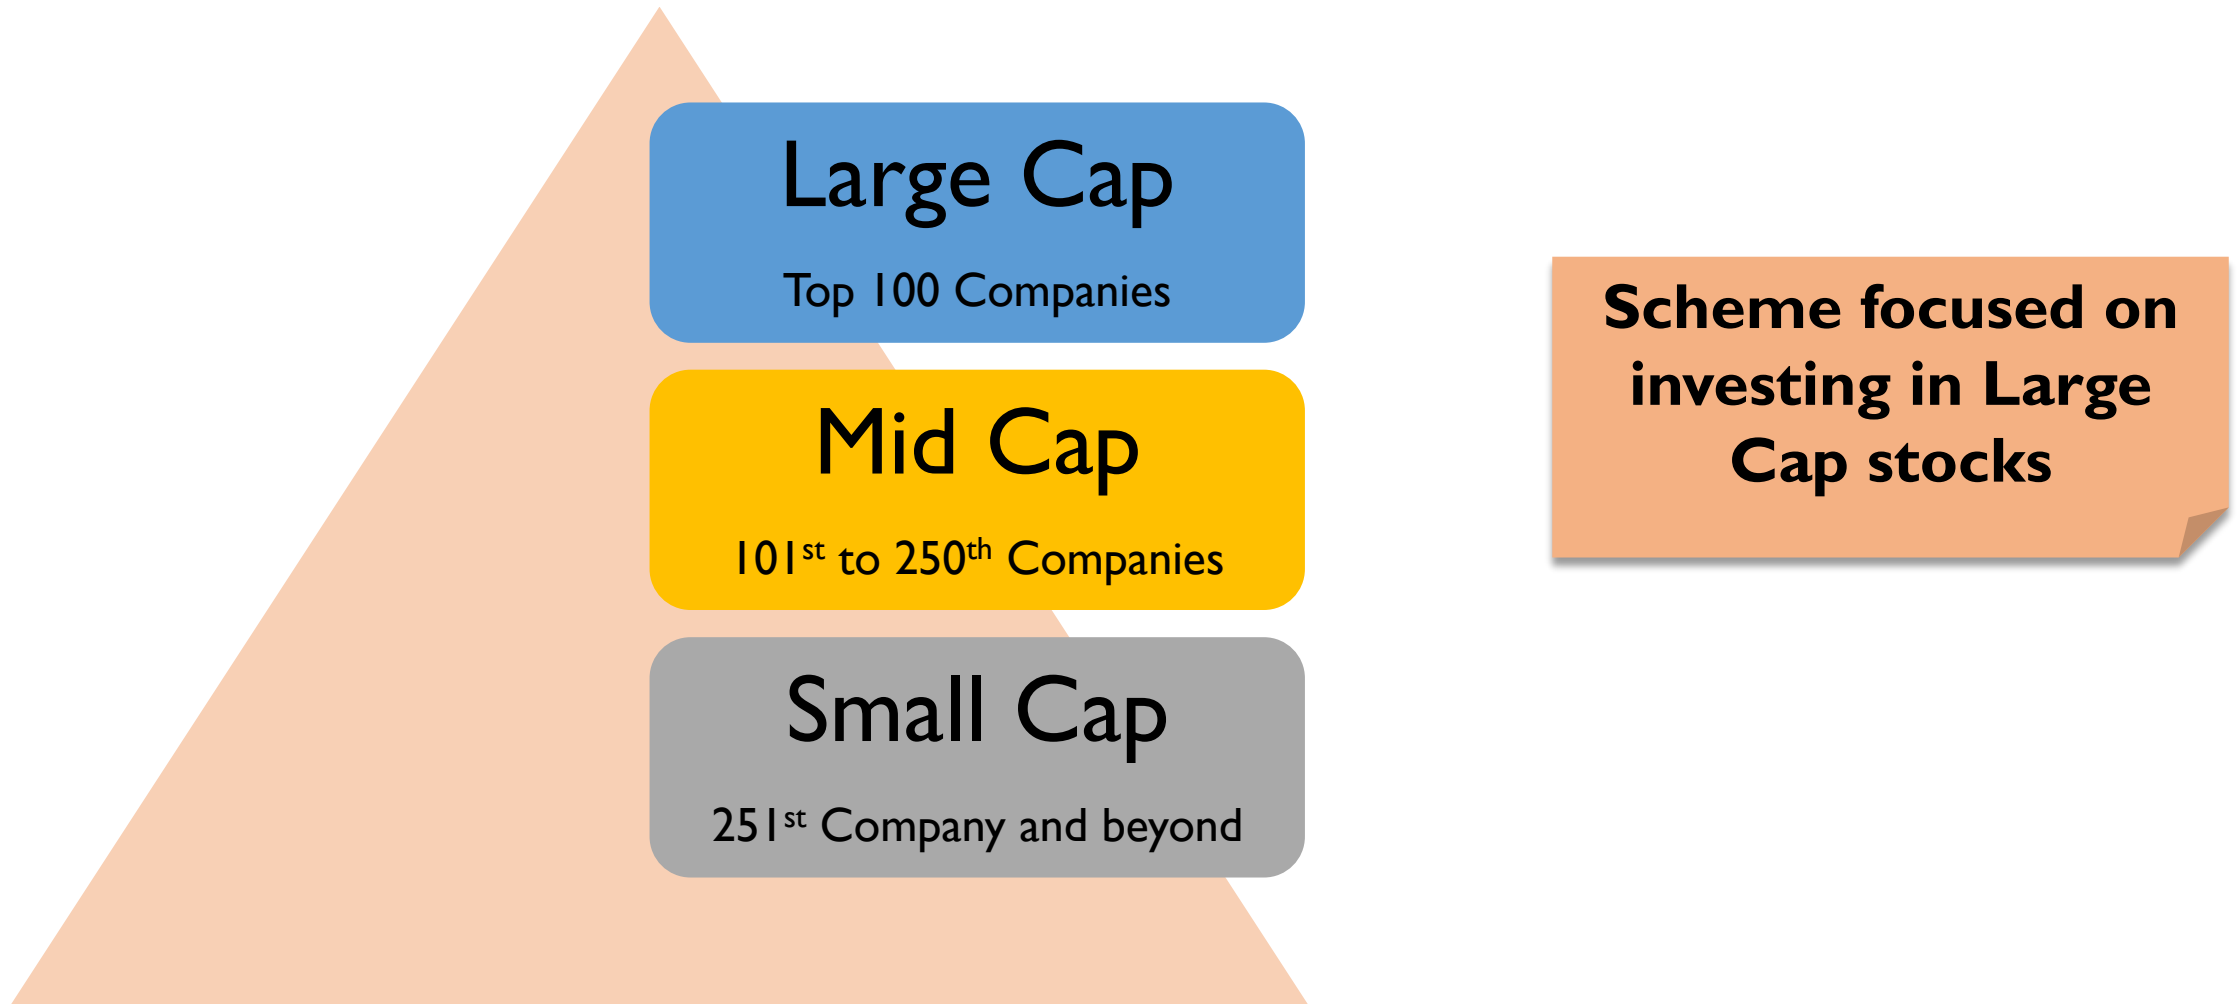 Large Cap
Top 100 Companies
Mid Cap
101st to 250th Companies
Small Cap
251st Company and beyond
Scheme focused on
investing in Large
Cap stocks